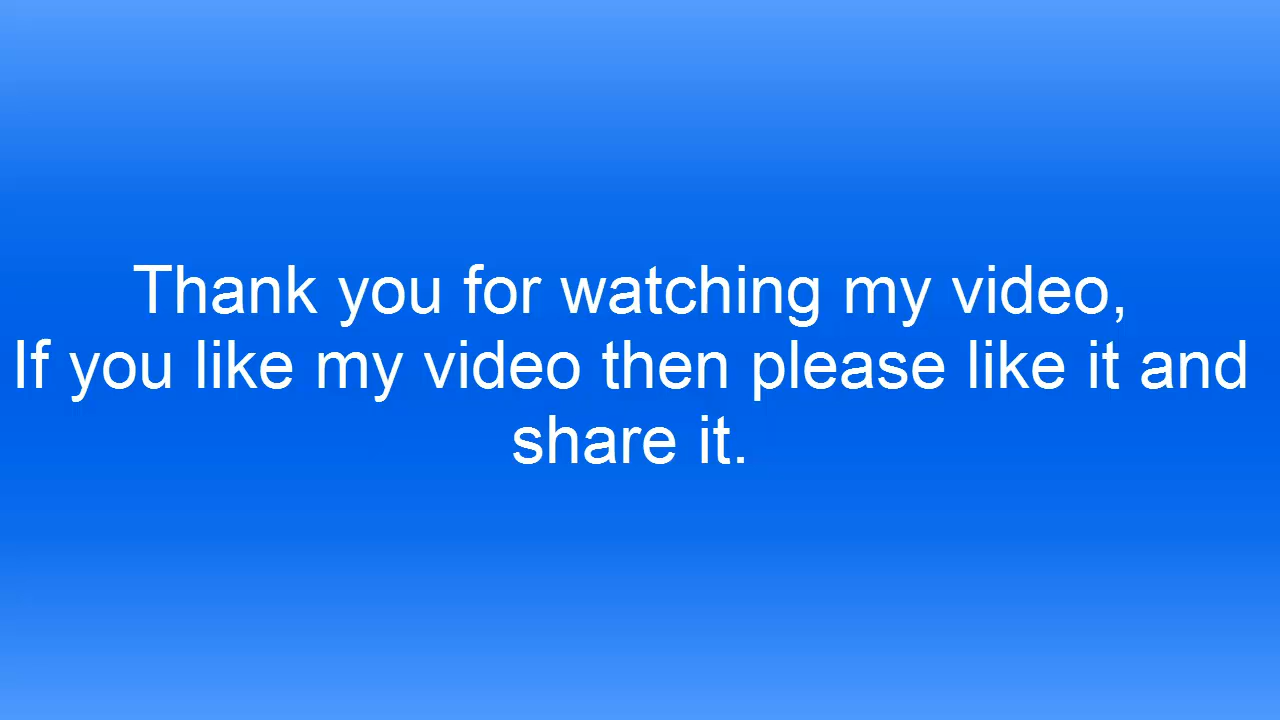 Thank you for watching my video,
If you like my video then please like it and
share it.